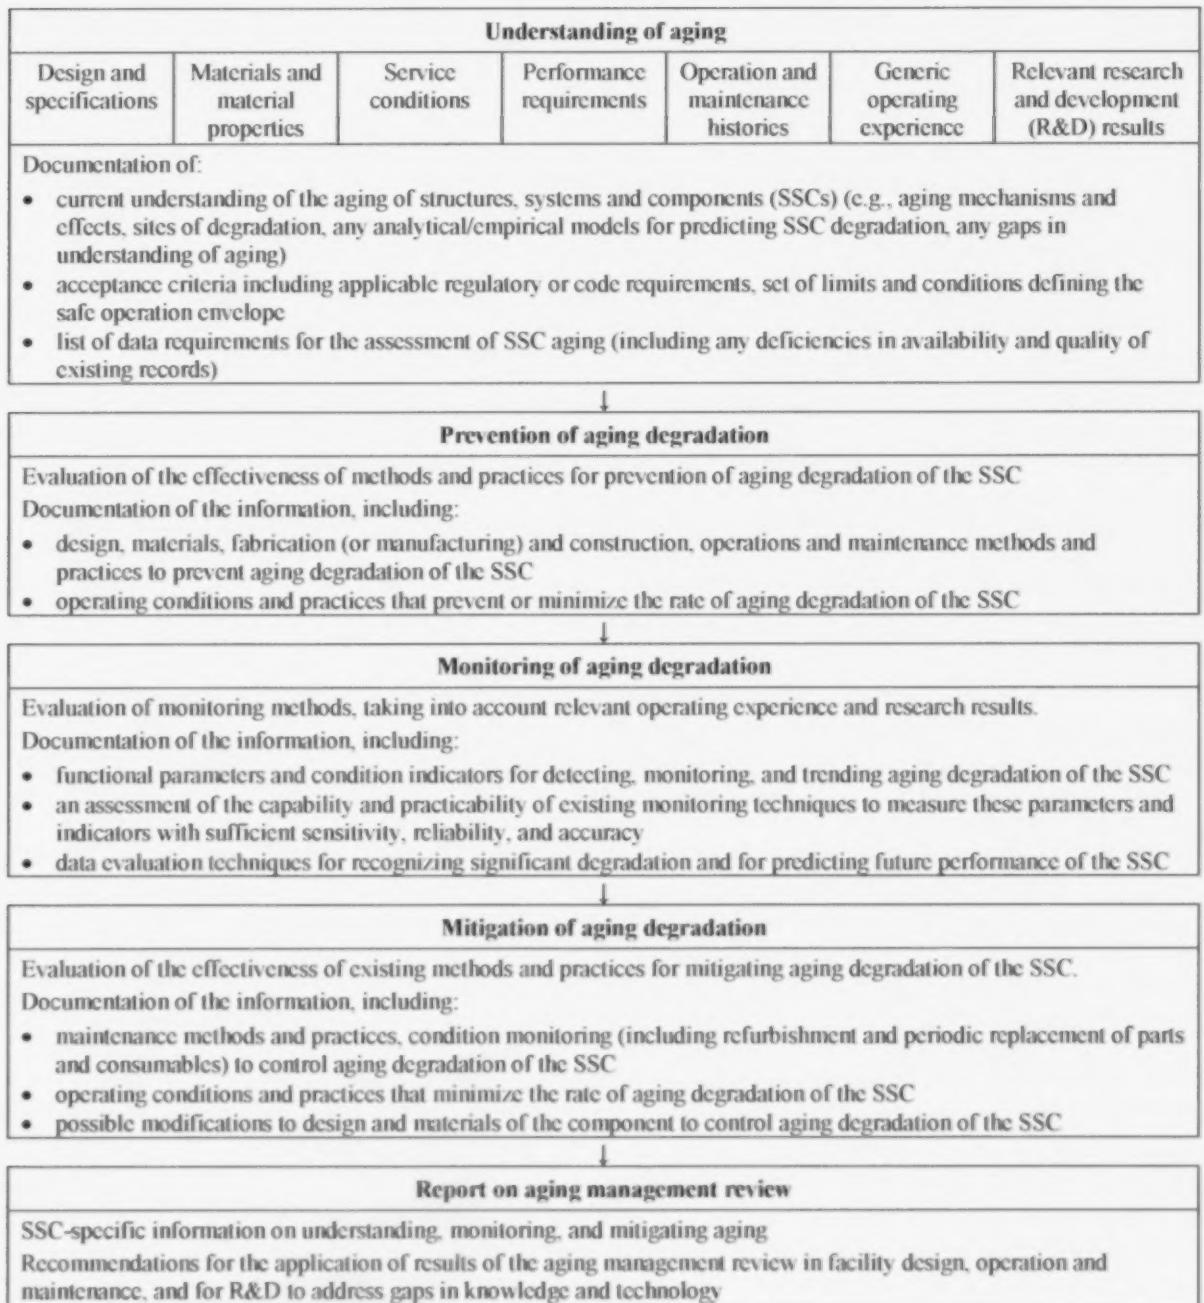 Understanding of aging
Design and specifications
Materials and material properties
Service conditions
Performance requirements
Operation and maintenance histories
Generic operating experience
Relevant research and development (R&D) results
Documentation of:
• current understanding of the aging of structures, systems and components (SSCs) (e.g., aging mechanisms and
effects, sites of degradation, any analytical/empirical models for predicting SSC degradation, any gaps in
understanding of aging)
• acceptance criteria including applicable regulatory or code requirements, set of limits and conditions defining the
safe operation envelope
• list of data requirements for the assessment of SSC aging (including any deficiencies in availability and quality of
existing records)
↓
Prevention of aging degradation
Evaluation of the effectiveness of methods and practices for prevention of aging degradation of the SSC
Documentation of the information, including:
• design, materials, fabrication (or manufacturing) and construction, operations and maintenance methods and
practices to prevent aging degradation of the SSC
• operating conditions and practices that prevent or minimize the rate of aging degradation of the SSC
↓
Monitoring of aging degradation
Evaluation of monitoring methods, taking into account relevant operating experience and research results.
Documentation of the information, including:
• functional parameters and condition indicators for detecting, monitoring, and trending aging degradation of the SSC
• an assessment of the capability and practicability of existing monitoring techniques to measure these parameters and
indicators with sufficient sensitivity, reliability, and accuracy
• data evaluation techniques for recognizing significant degradation and for predicting future performance of the SSC
↓
Mitigation of aging degradation
Evaluation of the effectiveness of existing methods and practices for mitigating aging degradation of the SSC.
Documentation of the information, including:
• maintenance methods and practices, condition monitoring (including refurbishment and periodic replacement of parts
and consumables) to control aging degradation of the SSC
• operating conditions and practices that minimize the rate of aging degradation of the SSC
• possible modifications to design and materials of the component to control aging degradation of the SSC
↓
Report on aging management review
SSC-specific information on understanding, monitoring, and mitigating aging
Recommendations for the application of results of the aging management review in facility design, operation and
maintenance, and for R&D to address gaps in knowledge and technology